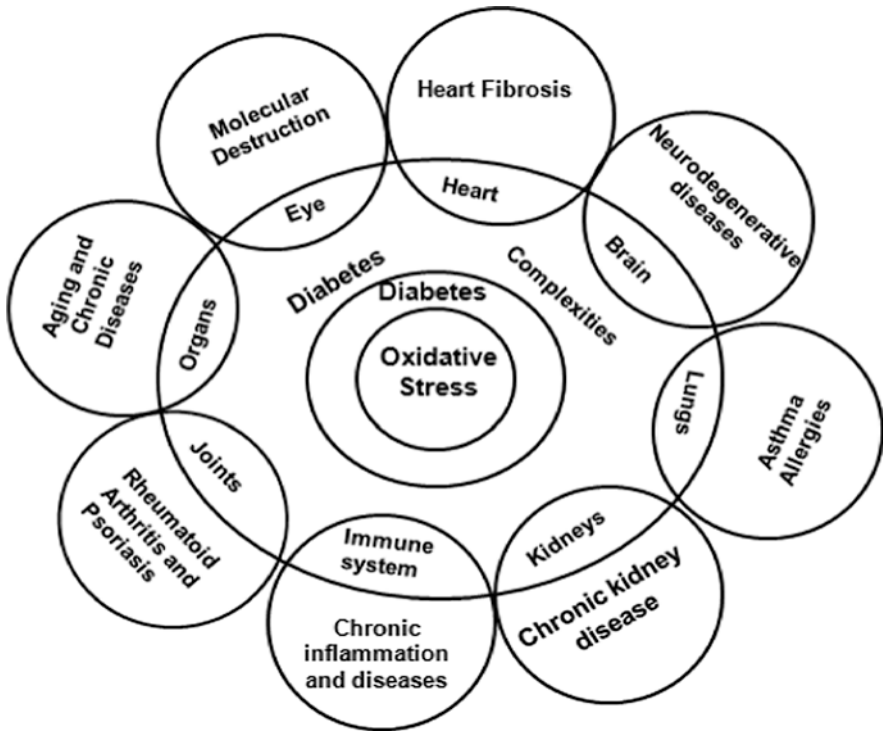 Heart Fibrosis
Heart
Neurodegenerative
diseases
Brain
Asthma
Allergies
Lungs
Kidneys
Chronic kidney
disease
Immune
system
Chronic
inflammation
and diseases
Joints
Rheumatoid
Arthritis and
Psoriasis
Aging and
Chronic
Diseases
Organs
Molecular
Destruction
Eye
Diabetes
Complexities
Diabetes
Oxidative
Stress